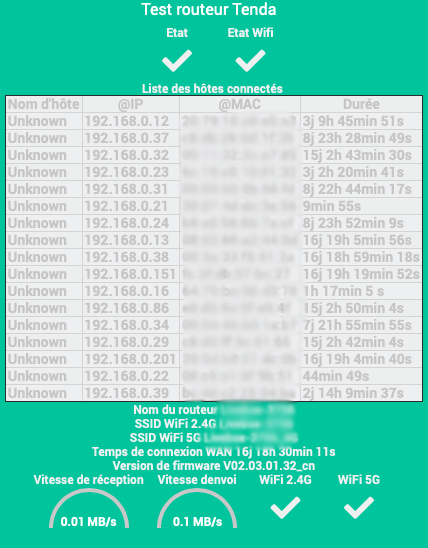 Test routeur Tenda
Etat Etat Wifi
Liste des hôtes connectés
Nom d'hôte @IP @MAC Durée
Unknown 192.168.0.12 3j 9h 45min 51s
Unknown 192.168.0.37 8j 23h 28min 49s
Unknown 192.168.0.32 15j 2h 43min 30s
Unknown 192.168.0.23 3j 2h 20min 41s
Unknown 192.168.0.31 8j 22h 44min 17s
Unknown 192.168.0.21 9min 55s
Unknown 192.168.0.24 8j 23h 52min 9s
Unknown 192.168.0.13 16j 19h 5min 56s
Unknown 192.168.0.38 16j 18h 59min 18s
Unknown 192.168.0.151 16j 19h 19min 52s
Unknown 192.168.0.16 1h 17min 5 s
Unknown 192.168.0.86 15j 2h 50min 4s
Unknown 192.168.0.34 7j 21h 55min 55s
Unknown 192.168.0.29 15j 2h 42min 4s
Unknown 192.168.0.201 16j 19h 4min 40s
Unknown 192.168.0.22 44min 49s
Unknown 192.168.0.39 2j 14h 9min 37s
Nom du routeur
SSID WiFi 2.4G
SSID WiFi 5G
Temps de connexion WAN 16j 18h 30min 11s
Version de firmware V02.03.01.32_cn
Vitesse de réception Vitesse denvoi WiFi 2.4G WiFi 5G
0.01 MB/s 0.1 MB/s